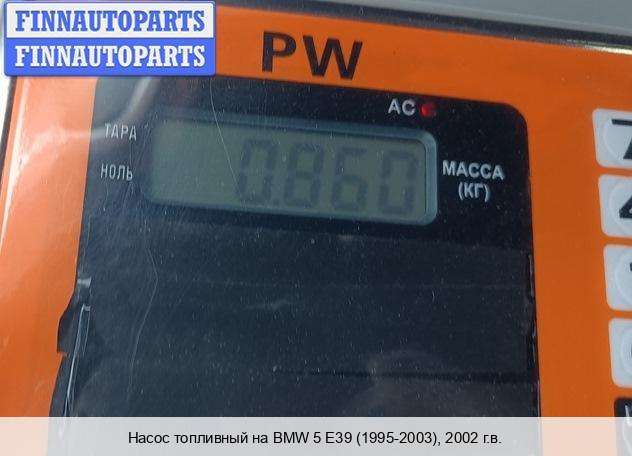 FINNAUTOPARTS
FINNAUTOPARTS
PW
AC
ТАРА
НОЛЬ
0.860
МАССА
(КГ)
Насос топливный на BMW 5 E39 (1995-2003), 2002 г.в.